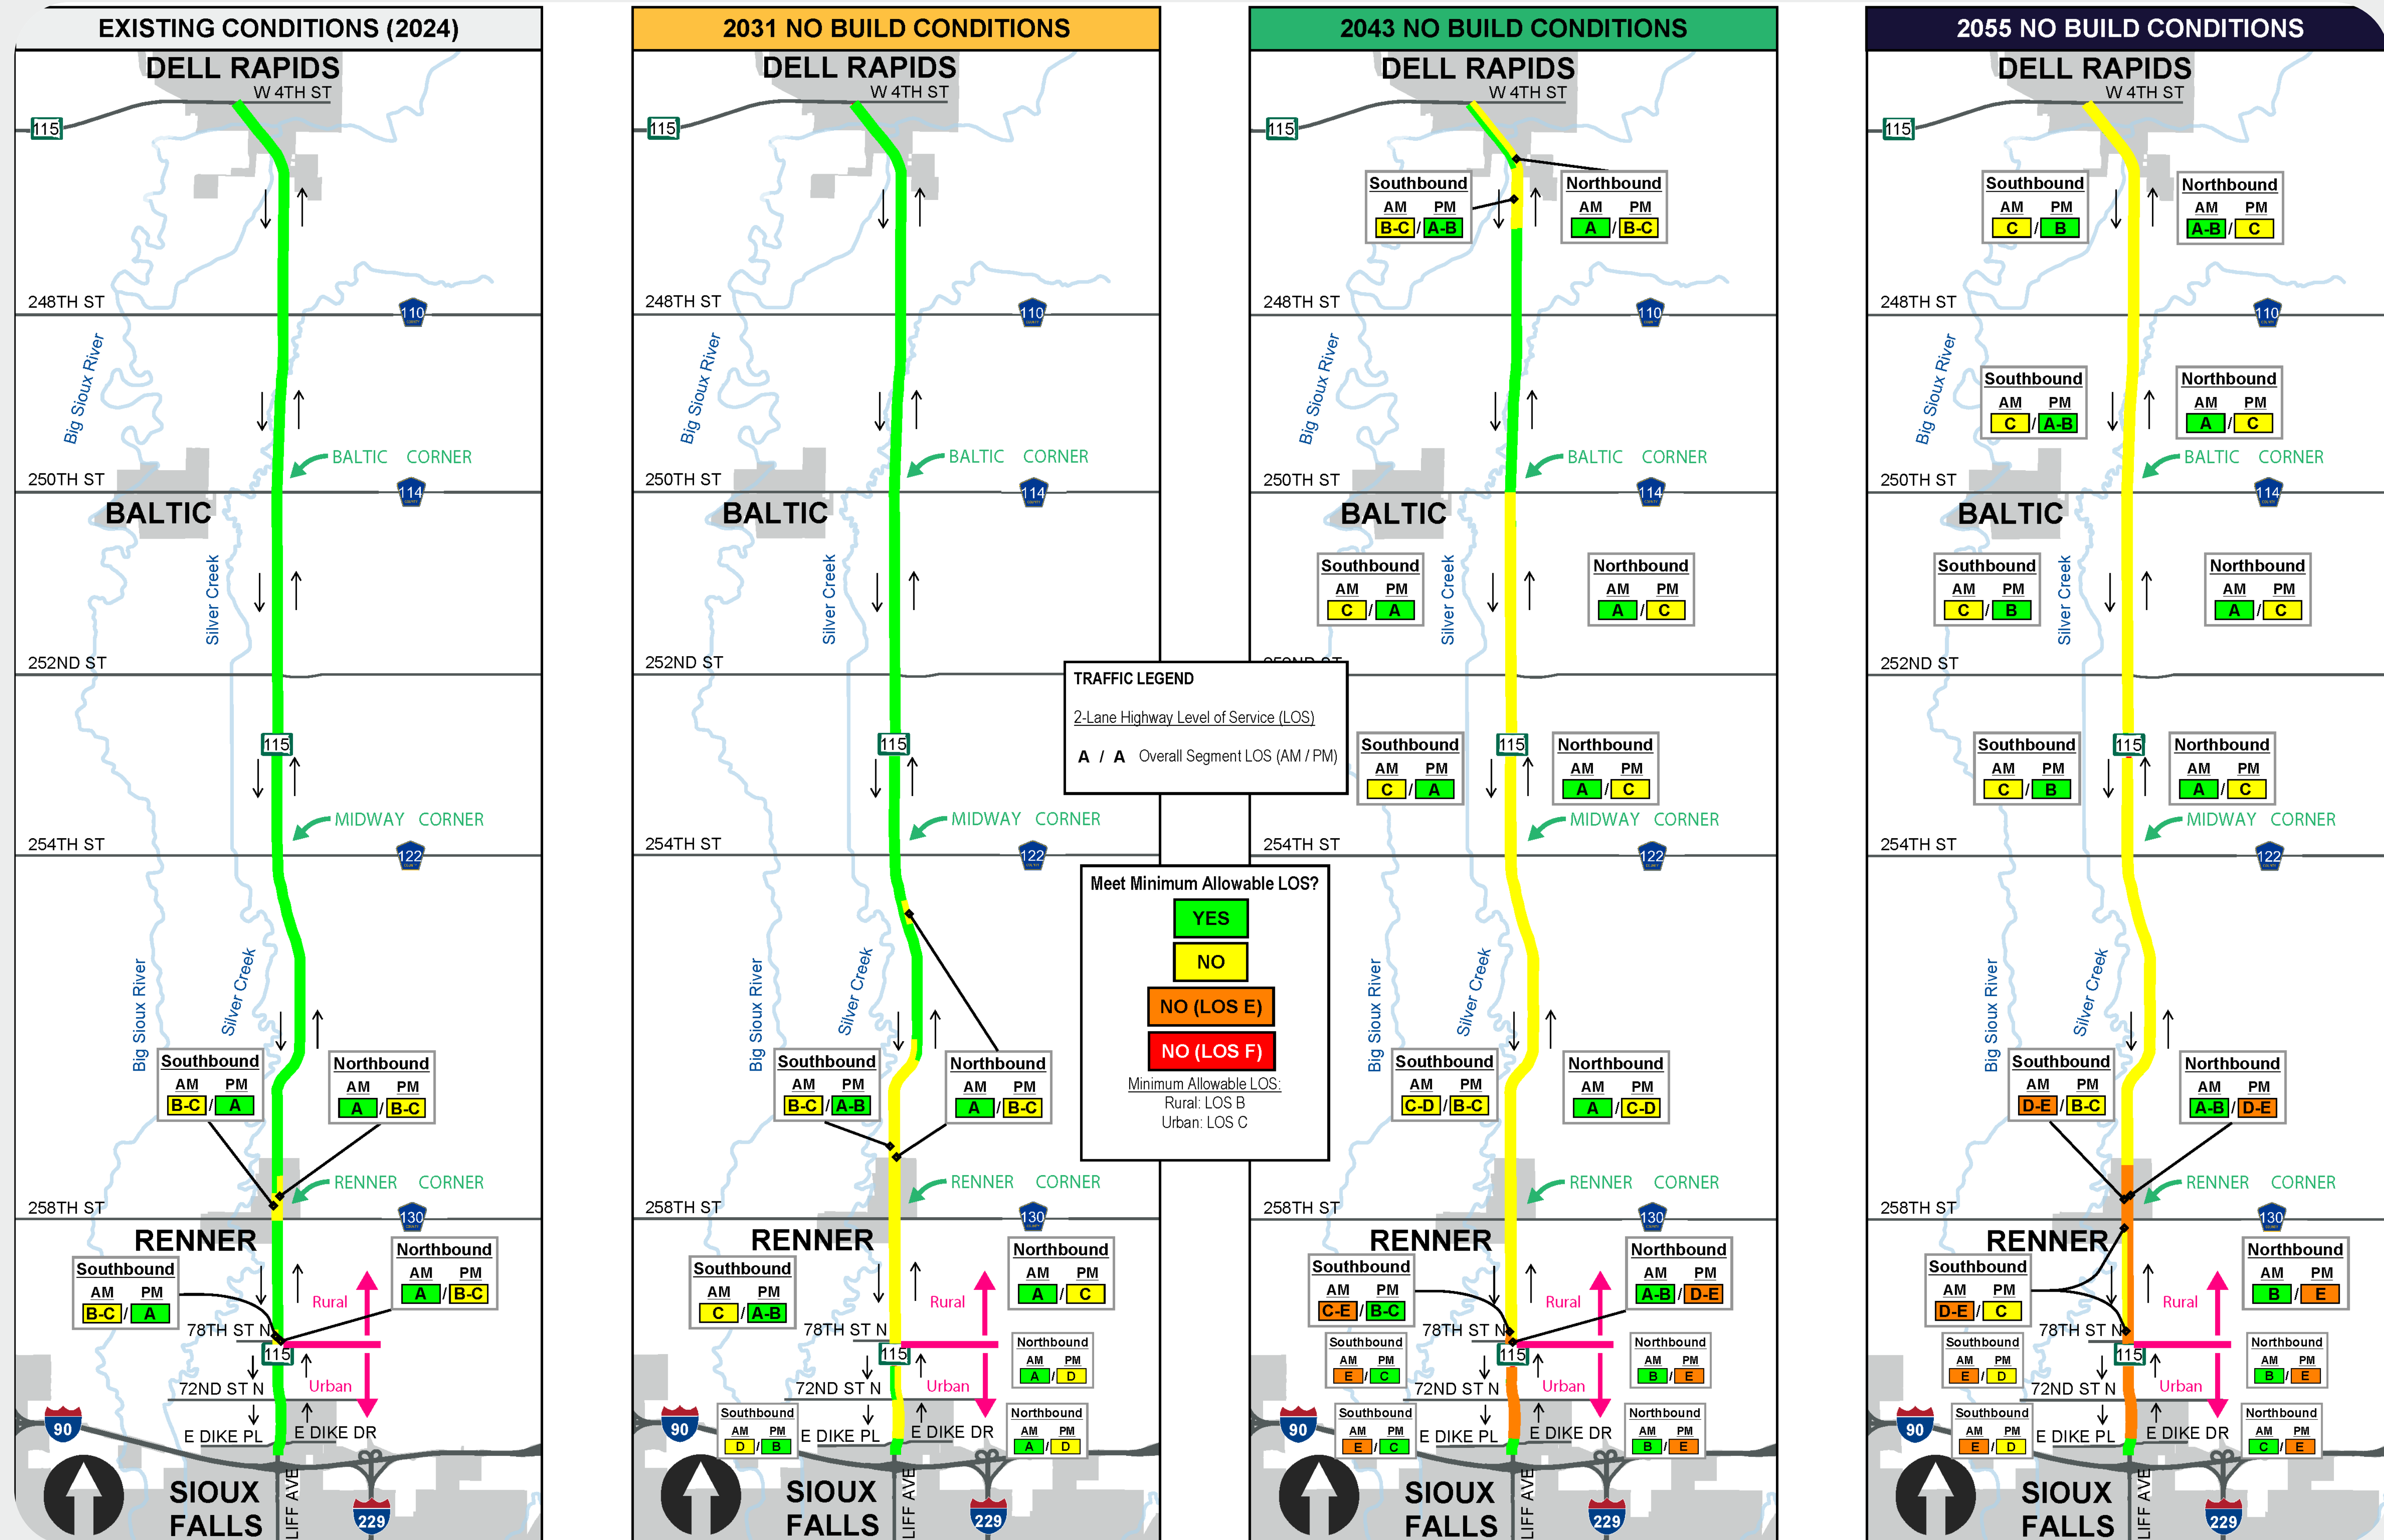 EXISTING CONDITIONS (2024)
DELL RAPIDS
W 4TH ST
115
248TH ST
110
Big Sioux River
BALTIC CORNER
250TH ST
114
BALTIC
Silver Creek
252ND ST
115
MIDWAY CORNER
254TH ST
122
Big Sioux River
Silver Creek
Southbound
AM PM
B-C / A
Northbound
AM PM
A / B-C
RENNER CORNER
258TH ST
130
RENNER
Southbound
AM PM
B-C / A
Northbound
AM PM
A / B-C
Rural
78TH ST N
115
Urban
72ND ST N
E DIKE PL
E DIKE DR
90
SIOUX
FALLS
LIFF AVE
229
2031 NO BUILD CONDITIONS
DELL RAPIDS
W 4TH ST
115
248TH ST
110
Big Sioux River
BALTIC CORNER
250TH ST
114
BALTIC
Silver Creek
252ND ST
115
MIDWAY CORNER
254TH ST
122
Big Sioux River
Silver Creek
Southbound
AM PM
B-C / A-B
Northbound
AM PM
A / B-C
RENNER CORNER
258TH ST
130
RENNER
Southbound
AM PM
C / A-B
Northbound
AM PM
A / C
Rural
78TH ST N
115
Northbound
AM PM
A / D
Urban
72ND ST N
Southbound
AM PM
D / B
Northbound
AM PM
A / D
E DIKE PL
E DIKE DR
90
SIOUX
FALLS
LIFF AVE
229
TRAFFIC LEGEND
2-Lane Highway Level of Service (LOS)
A / A Overall Segment LOS (AM / PM)
Meet Minimum Allowable LOS?
YES
NO
NO (LOS E)
NO (LOS F)
Minimum Allowable LOS:
Rural: LOS B
Urban: LOS C
2043 NO BUILD CONDITIONS
DELL RAPIDS
W 4TH ST
115
Southbound
AM PM
B-C / A-B
Northbound
AM PM
A / B-C
248TH ST
110
Big Sioux River
BALTIC CORNER
250TH ST
114
BALTIC
Silver Creek
Southbound
AM PM
C / A
Northbound
AM PM
A / C
Southbound
AM PM
C / A
115
Northbound
AM PM
A / C
MIDWAY CORNER
254TH ST
122
Big Sioux River
Silver Creek
Southbound
AM PM
C-D / B-C
Northbound
AM PM
A / C-D
RENNER CORNER
258TH ST
130
RENNER
Southbound
AM PM
C-E / B-C
Northbound
AM PM
A-B / D-E
Rural
78TH ST N
115
Southbound
AM PM
E / C
Northbound
AM PM
B / E
Urban
72ND ST N
Southbound
AM PM
E / C
Northbound
AM PM
B / E
E DIKE PL
E DIKE DR
90
SIOUX
FALLS
LIFF AVE
229
2055 NO BUILD CONDITIONS
DELL RAPIDS
W 4TH ST
115
Southbound
AM PM
C / B
Northbound
AM PM
A-B / C
248TH ST
110
Big Sioux River
Southbound
AM PM
C / A-B
Northbound
AM PM
A / C
BALTIC CORNER
250TH ST
114
BALTIC
Silver Creek
Southbound
AM PM
C / B
Northbound
AM PM
A / C
252ND ST
Southbound
AM PM
C / B
115
Northbound
AM PM
A / C
MIDWAY CORNER
254TH ST
122
Big Sioux River
Silver Creek
Southbound
AM PM
D-E / B-C
Northbound
AM PM
A-B / D-E
RENNER CORNER
258TH ST
130
RENNER
Southbound
AM PM
D-E / C
Northbound
AM PM
B / E
Rural
78TH ST N
115
Southbound
AM PM
E / D
Northbound
AM PM
B / E
Urban
72ND ST N
Southbound
AM PM
E / D
Northbound
AM PM
C / E
E DIKE PL
E DIKE DR
90
SIOUX
FALLS
LIFF AVE
229